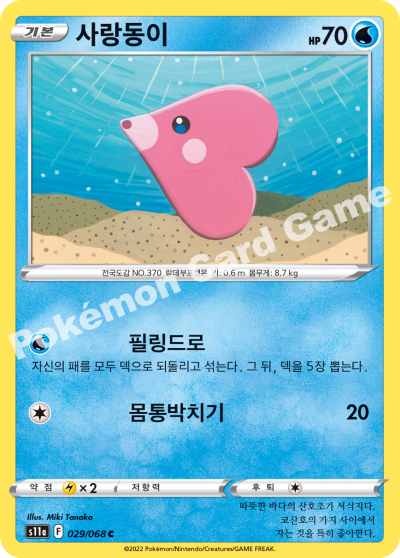 기본 사랑동이 HP 70
전국도감 NO.370 랑데부포켓몬 키: 0.6 m 몸무게: 8.7 kg
필링드로
자신의 패를 모두 덱으로 되돌리고 섞는다. 그 뒤, 덱을 5장 뽑는다.
몸통박치기 20
약점 ×2 저항력 후퇴
Illus. Miki Tanaka
s11a F 029/068 C
따뜻한 바다의 산호초가 서식지다.
코산호의 가지 사이에서
자는 것을 특히 좋아한다.
©2022 Pokémon/Nintendo/Creatures/GAME FREAK.
Pokémon Card Game